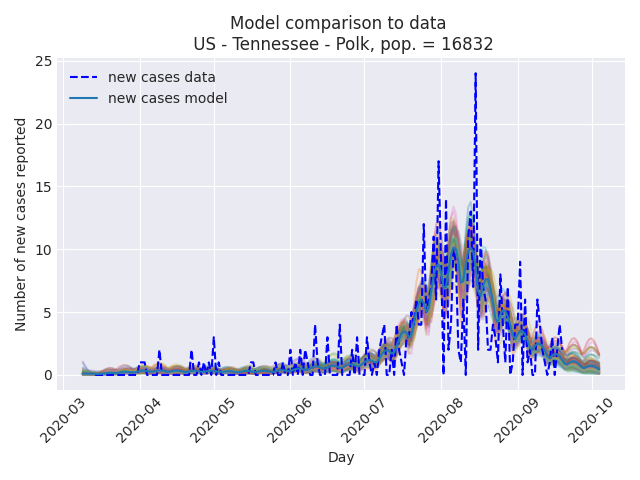 Model comparison to data
US - Tennessee - Polk, pop. = 16832
new cases data
new cases model
Number of new cases reported
25
20
15
10
5
0
2020-03
2020-04
2020-05
2020-06
2020-07
2020-08
2020-09
2020-10
Day